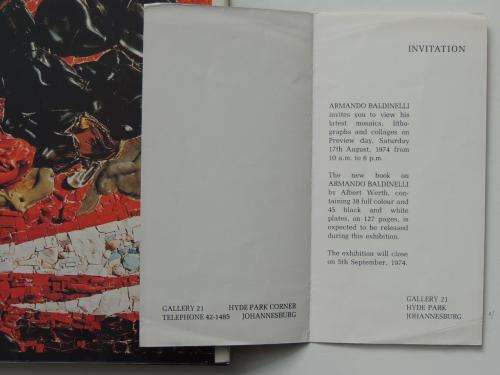 INVITATION
ARMANDO BALDINELLI
invites you to view his
latest mosaics, litho-
graphs and collages on
Preview day, Saturday
17th August, 1974 from
10 a.m. to 6 p.m.
The new book on
ARMANDO BALDINELLI
by Albert Werth, con-
taining 38 full colour and
45 black and white
plates, on 127 pages, is
expected to be released
during this exhibition.
The exhibition will close
on 5th September, 1974.
GALLERY 21
HYDE PARK
JOHANNESBURG
GALLERY 21 HYDE PARK CORNER
TELEPHONE 42-1485 JOHANNESBURG